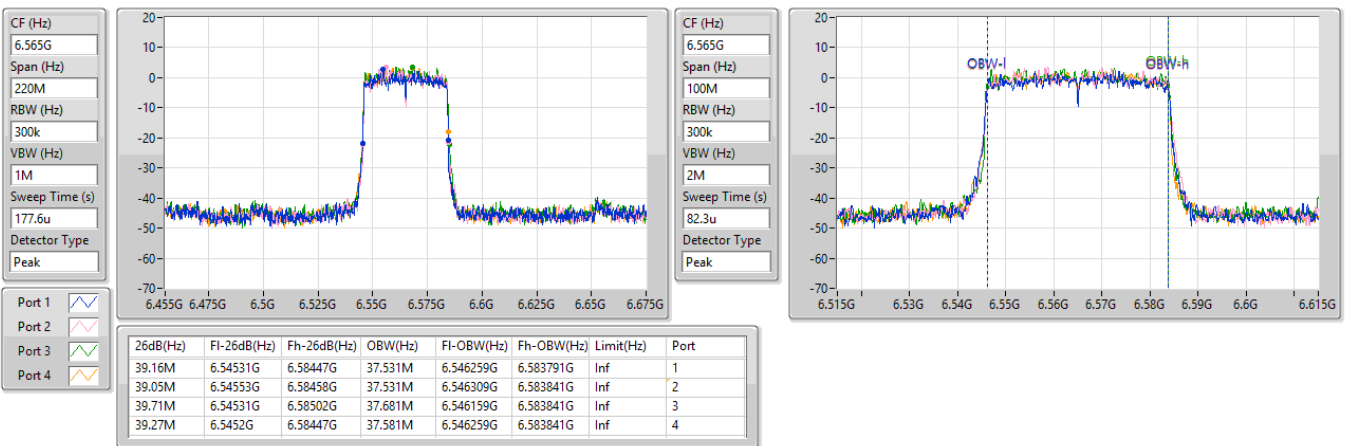 CF (Hz)
6.565G
Span (Hz)
220M
RBW (Hz)
300k
VBW (Hz)
1M
Sweep Time (s)
177.6u
Detector Type
Peak
20
10
0
-10
-20
-30
-40
-50
-60
-70
6.455G 6.475G 6.5G 6.525G 6.55G 6.575G 6.6G 6.625G 6.65G 6.675G
CF (Hz)
6.565G
Span (Hz)
100M
RBW (Hz)
300k
VBW (Hz)
2M
Sweep Time (s)
82.3u
Detector Type
Peak
20
10
0
-10
-20
-30
-40
-50
-60
-70
OBW-l OBW-h
6.515G 6.53G 6.54G 6.55G 6.56G 6.57G 6.58G 6.59G 6.6G 6.615G
Port 1
Port 2
Port 3
Port 4
26dB(Hz) Fl-26dB(Hz) Fh-26dB(Hz) OBW(Hz) Fl-OBW(Hz) Fh-OBW(Hz) Limit(Hz) Port
39.16M 6.54531G 6.58447G 37.531M 6.546259G 6.583791G Inf 1
39.05M 6.54553G 6.58458G 37.531M 6.546309G 6.583841G Inf 2
39.71M 6.54531G 6.58502G 37.681M 6.546159G 6.583841G Inf 3
39.27M 6.5452G 6.58447G 37.581M 6.546259G 6.583841G Inf 4